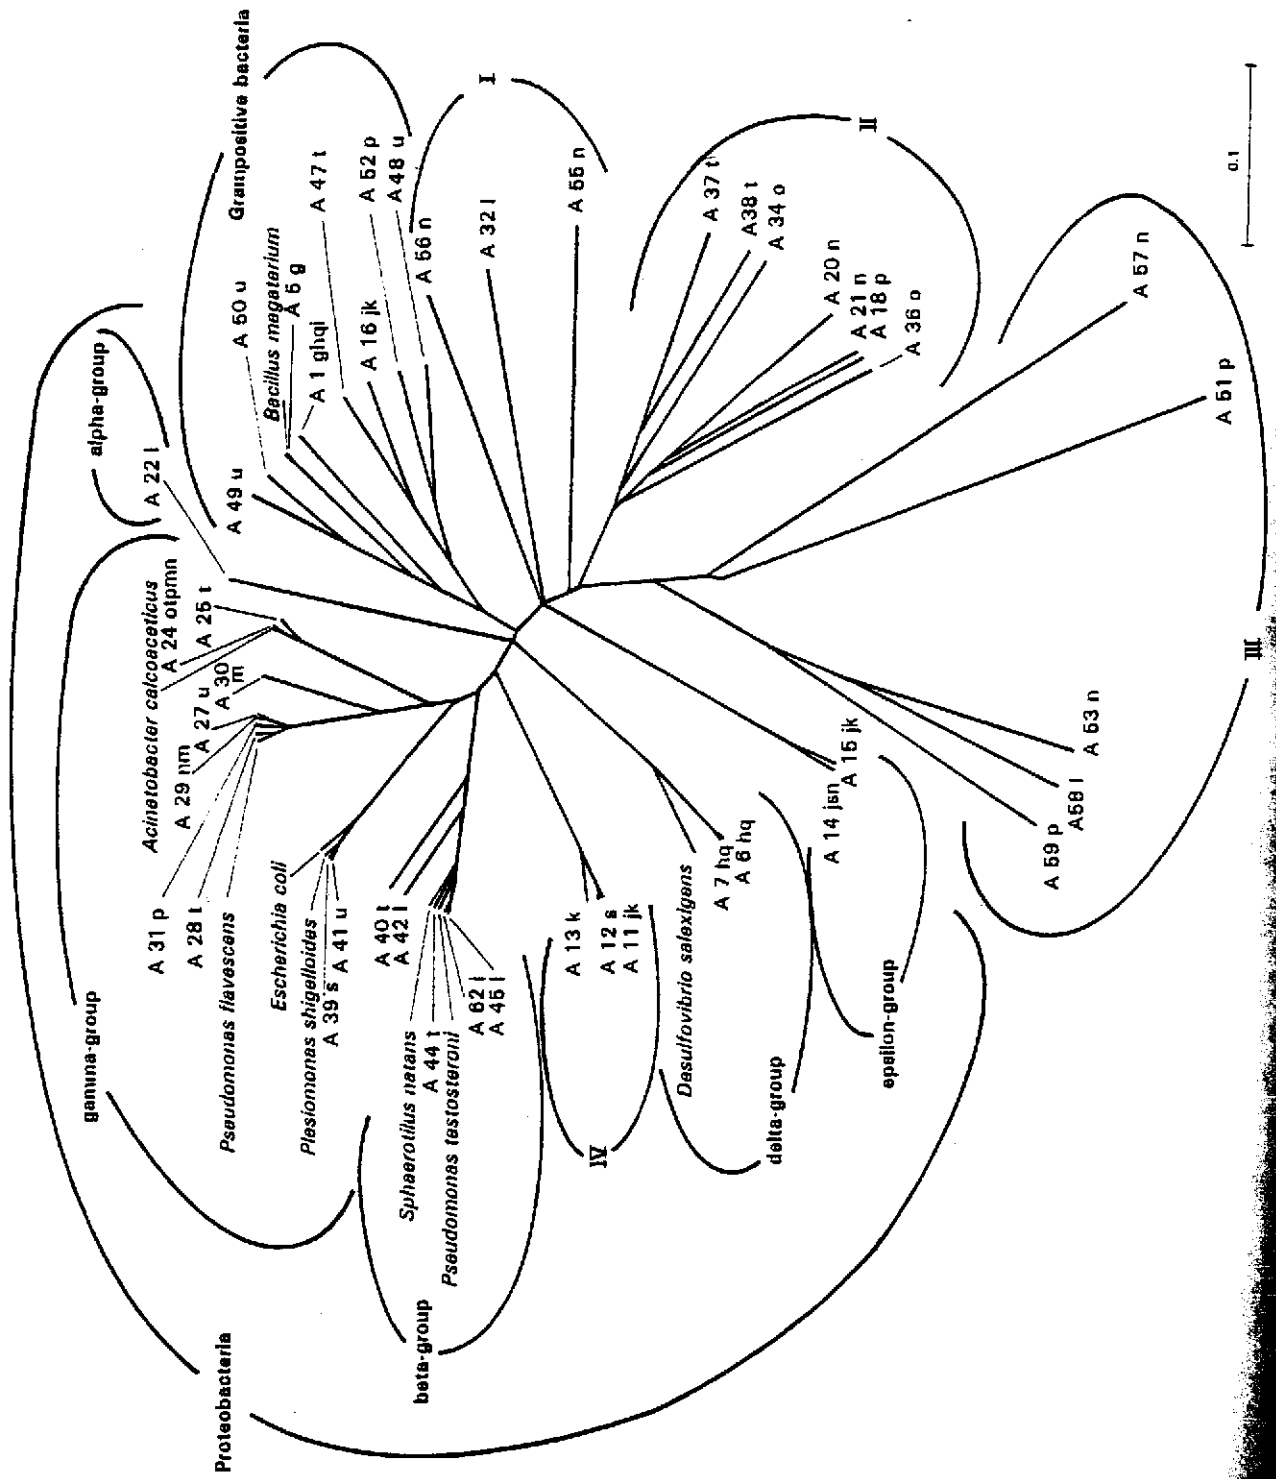 Proteobacteria
gamma-group
alpha-group
Grampositive bacteria
beta-group
delta-group
epsilon-group
I
II
III
IV
A 31 p
A 28 t
Pseudomonas flavescens
A 29 nm
A 27 u
A 30 m
Acinetobacter calcoaceticus
A 24 otpmn
A 25 t
A 22 l
A 49 u
A 50 u
Bacillus megaterium
A 5 g
A 1 ghqi
A 47 t
A 16 jk
A 52 p
A 48 u
A 56 n
A 32 l
A 55 n
A 37 t
A38 t
A 34 o
A 20 n
A 21 n
A 18 p
A 36 o
A 57 n
A 51 p
A 53 n
A58 l
A 59 p
A 15 jk
A 14 jsn
A 6 hq
A 7 hq
Desulfovibrio salexigens
A 13 k
A 12 s
A 11 jk
Escherichia coli
Plesiomonas shigelloides
A 39 s
A 41 u
A 40 t
A 42 l
Sphaerotilus natans
A 44 t
Pseudomonas testosteroni
A 62 l
A 45 l
0.1